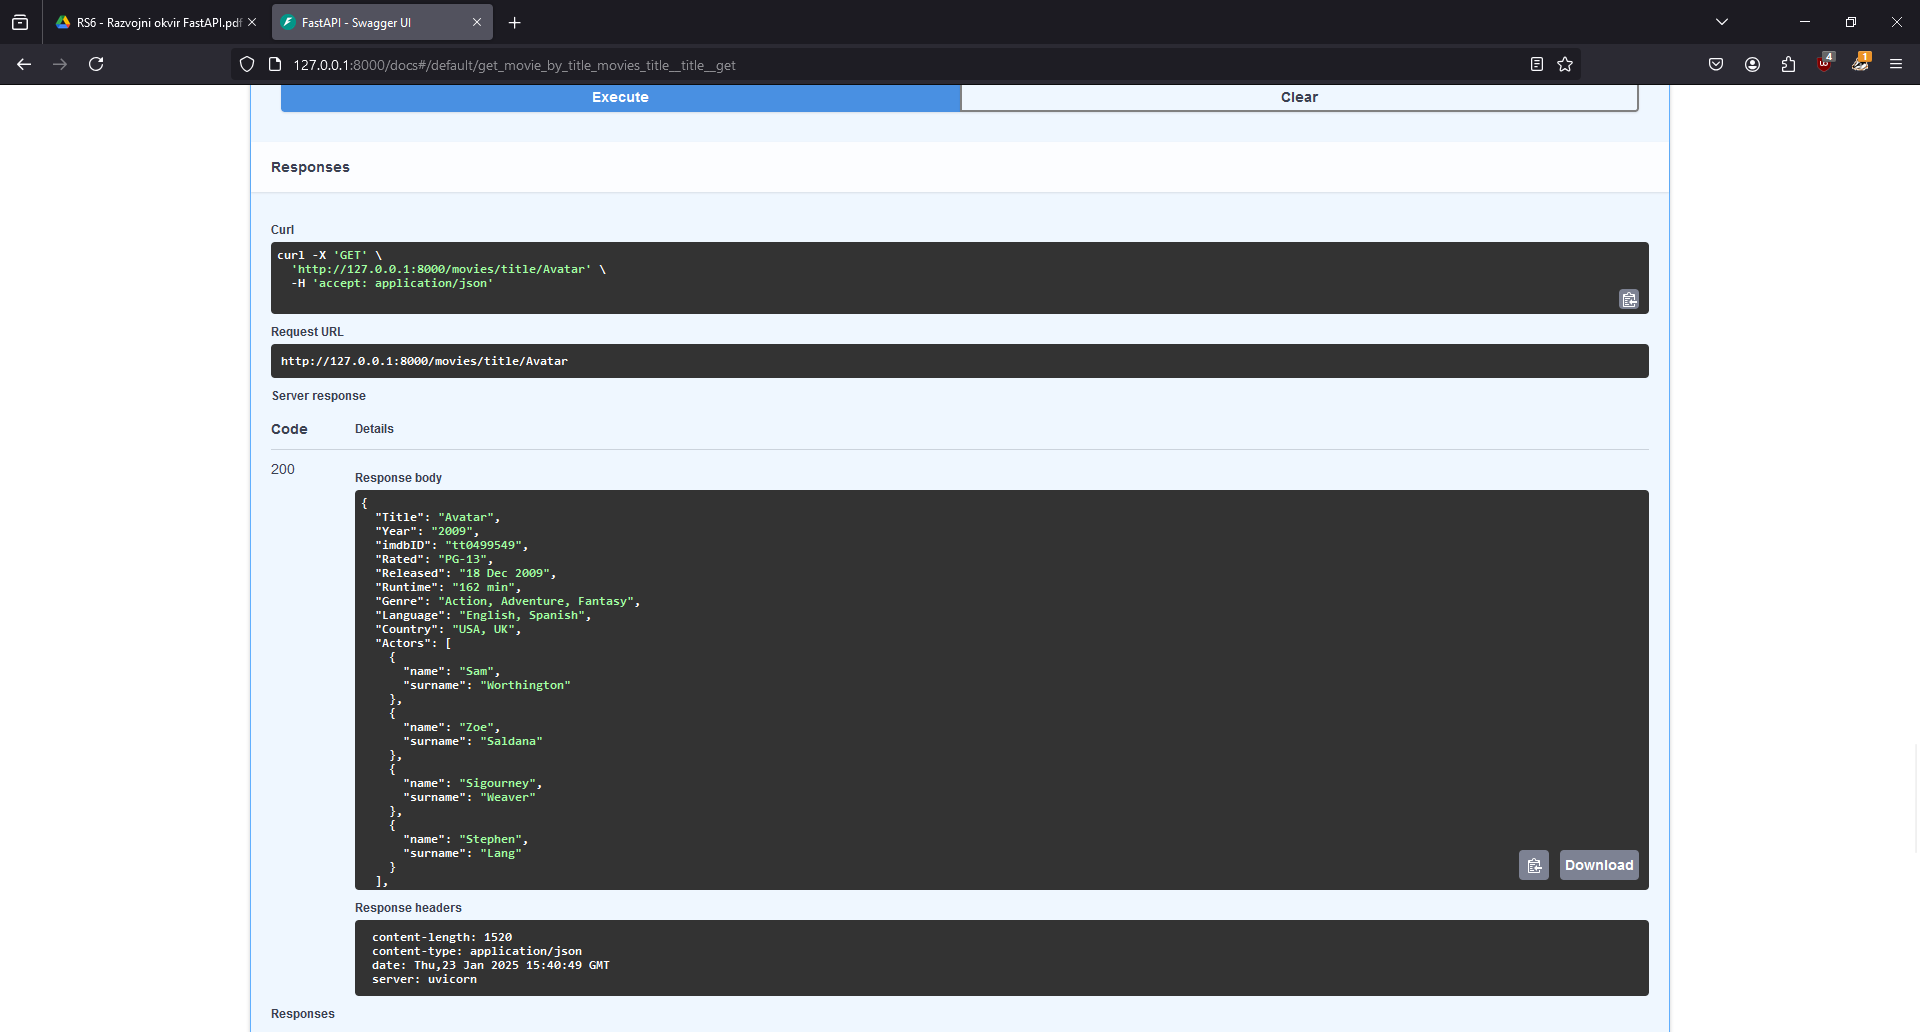 RS6 - Razvojni okvir FastAPI.pdf
FastAPI - Swagger UI
127.0.0.1:8000/docs#/default/get_movie_by_title_movies_title__title__get
4
1
Execute
Clear
Responses
Curl
curl -X 'GET' \
'http://127.0.0.1:8000/movies/title/Avatar' \
-H 'accept: application/json'
Request URL
http://127.0.0.1:8000/movies/title/Avatar
Server response
Code
Details
200
Response body
{
"Title": "Avatar",
"Year": "2009",
"imdbID": "tt0499549",
"Rated": "PG-13",
"Released": "18 Dec 2009",
"Runtime": "162 min",
"Genre": "Action, Adventure, Fantasy",
"Language": "English, Spanish",
"Country": "USA, UK",
"Actors": [
{
"name": "Sam",
"surname": "Worthington"
},
{
"name": "Zoe",
"surname": "Saldana"
},
{
"name": "Sigourney",
"surname": "Weaver"
},
{
"name": "Stephen",
"surname": "Lang"
}
],
Download
Response headers
content-length: 1520
content-type: application/json
date: Thu,23 Jan 2025 15:40:49 GMT
server: uvicorn
Responses